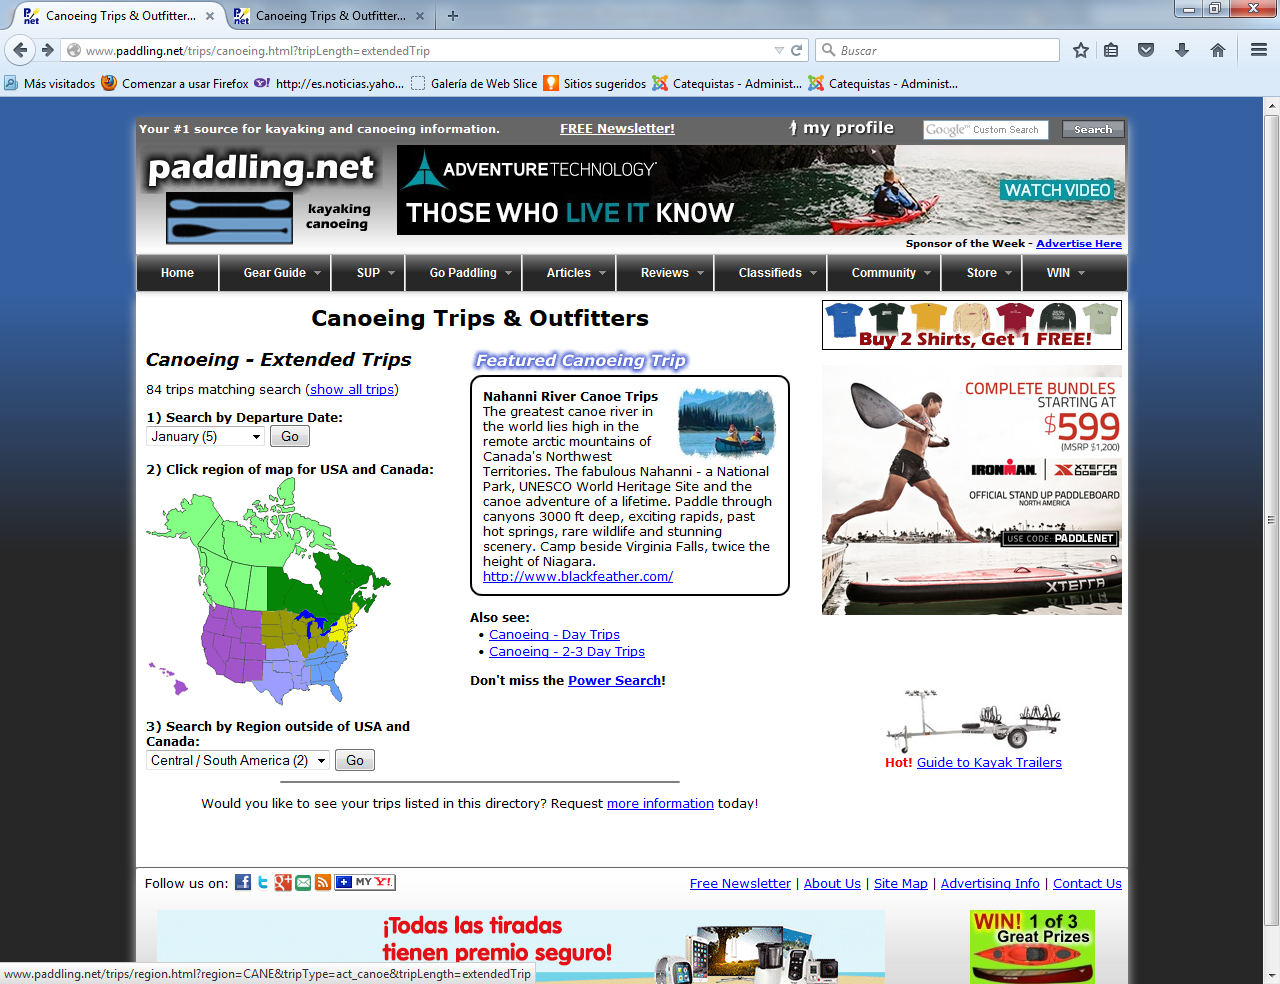 Canoeing Trips & Outfitter...
Canoeing Trips & Outfitter...
www.paddling.net/trips/canoeing.html?tripLength=extendedTrip
Buscar
Más visitados
Comenzar a usar Firefox
http://es.noticias.yaho...
Galería de Web Slice
Sitios sugeridos
Catequistas - Administ...
Catequistas - Administ...
Your #1 source for kayaking and canoeing information.
FREE Newsletter!
my profile
Google™ Custom Search
Search
paddling.net
kayaking
canoeing
ADVENTURETECHNOLOGY
THOSE WHO LIVE IT KNOW
WATCH VIDEO
Sponsor of the Week - Advertise Here
Home
Gear Guide
SUP
Go Paddling
Articles
Reviews
Classifieds
Community
Store
WIN
Canoeing Trips & Outfitters
Canoeing - Extended Trips
84 trips matching search (show all trips)
1) Search by Departure Date:
January (5)
Go
2) Click region of map for USA and Canada:
3) Search by Region outside of USA and
Canada:
Central / South America (2)
Go
Featured Canoeing Trip
Nahanni River Canoe Trips
The greatest canoe river in
the world lies high in the
remote arctic mountains of
Canada's Northwest
Territories. The fabulous Nahanni - a National
Park, UNESCO World Heritage Site and the
canoe adventure of a lifetime. Paddle through
canyons 3000 ft deep, exciting rapids, past
hot springs, rare wildlife and stunning
scenery. Camp beside Virginia Falls, twice the
height of Niagara.
http://www.blackfeather.com/
Also see:
• Canoeing - Day Trips
• Canoeing - 2-3 Day Trips
Don't miss the Power Search!
Buy 2 Shirts, Get 1 FREE!
COMPLETE BUNDLES
STARTING AT
$599
(MSRP $1,200)
IRONMAN
XTERRA
BOARDS
OFFICIAL STAND UP PADDLEBOARD
NORTH AMERICA
USE CODE: PADDLENET
XTERRA
Hot! Guide to Kayak Trailers
Would you like to see your trips listed in this directory? Request more information today!
Follow us on:
MY Y!
Free Newsletter | About Us | Site Map | Advertising Info | Contact Us
¡Todas las tiradas
tienen premio seguro!
WIN! 1 of 3
Great Prizes
www.paddling.net/trips/region.html?region=CANE&tripType=act_canoe&tripLength=extendedTrip